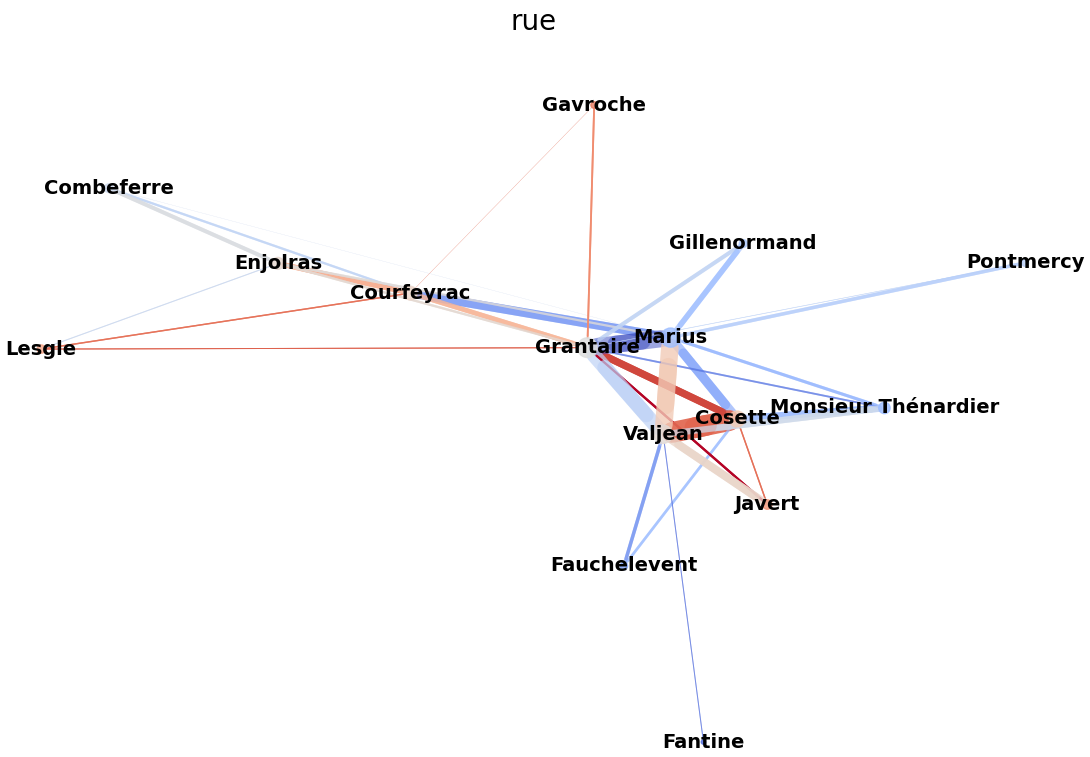 rue
Gavroche
Combeferre
Gillenormand
Enjolras
Pontmercy
Courfeyrac
Marius
Lesgle
Grantaire
Monsieur Thénardier
Cosette
Valjean
Javert
Fauchelevent
Fantine